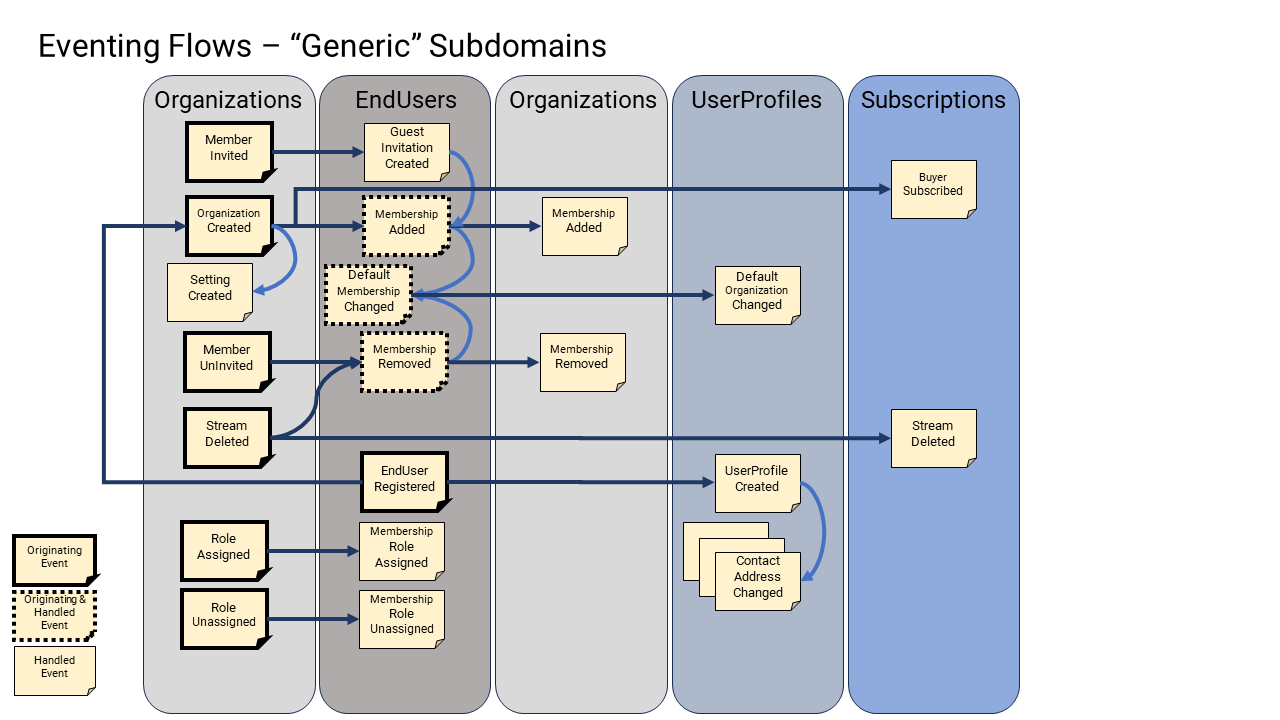 Eventing Flows – “Generic” Subdomains
Organizations
EndUsers
Organizations
UserProfiles
Subscriptions
Member
Invited
Guest
Invitation
Created
Buyer
Subscribed
Organization
Created
Membership
Added
Membership
Added
Setting
Created
Default
Membership
Changed
Default
Organization
Changed
Member
UnInvited
Membership
Removed
Membership
Removed
Stream
Deleted
Stream
Deleted
EndUser
Registered
UserProfile
Created
Role
Assigned
Membership
Role
Assigned
Contact
Address
Changed
Role
Unassigned
Membership
Role
Unassigned
Originating
Event
Originating &
Handled
Event
Handled
Event